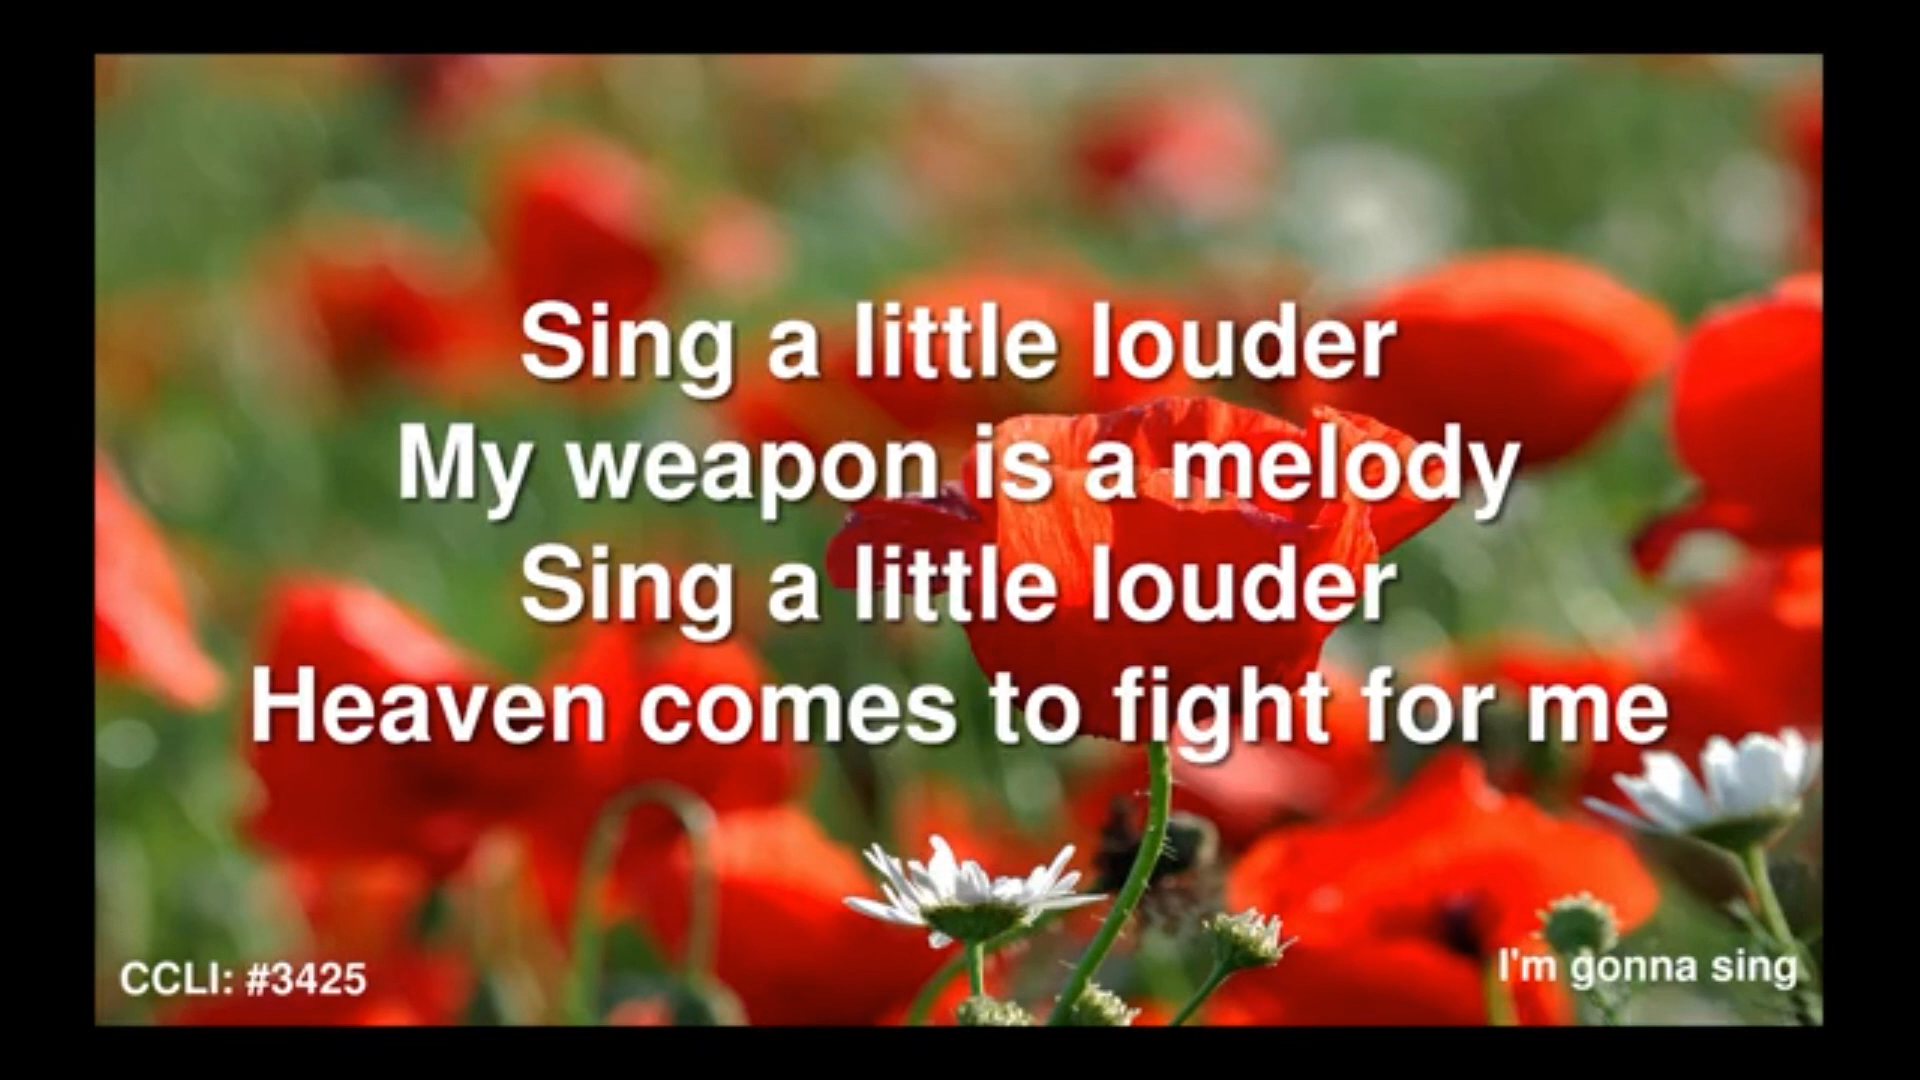 Sing a little louder
My weapon is a melody
Sing a little louder
Heaven comes to fight for me
CCLI: #3425
I'm gonna sing